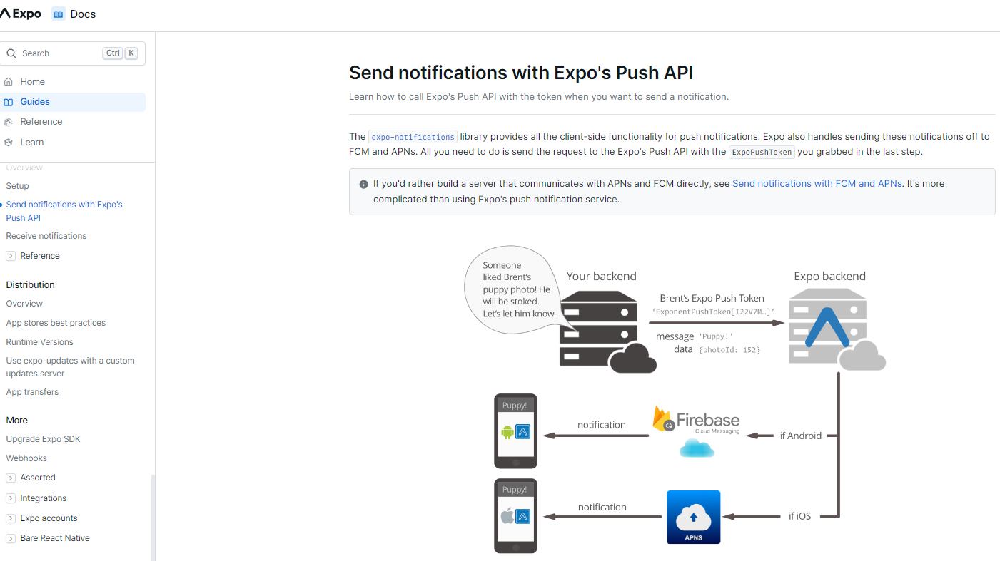 Expo Docs
Search Ctrl K
Home
Guides
Reference
Learn
Overview
Setup
Send notifications with Expo's
Push API
Receive notifications
Reference
Distribution
Overview
App stores best practices
Runtime Versions
Use expo-updates with a custom
updates server
App transfers
More
Upgrade Expo SDK
Webhooks
Assorted
Integrations
Expo accounts
Bare React Native
Send notifications with Expo's Push API
Learn how to call Expo's Push API with the token when you want to send a notification.
The expo-notifications library provides all the client-side functionality for push notifications. Expo also handles sending these notifications off to
FCM and APNs. All you need to do is send the request to the Expo's Push API with the ExpoPushToken you grabbed in the last step.
If you'd rather build a server that communicates with APNs and FCM directly, see Send notifications with FCM and APNs. It's more
complicated than using Expo's push notification service.
Someone
liked Brent's
puppy photo! He
will be stoked.
Let's let him know.
Your backend
Brent's Expo Push Token
'ExponentPushToken[I22V7M…]'
message 'Puppy!'
data {photoId: 152}
Expo backend
Puppy!
notification
Firebase
Cloud Messaging
if Android
Puppy!
notification
APNS
if iOS